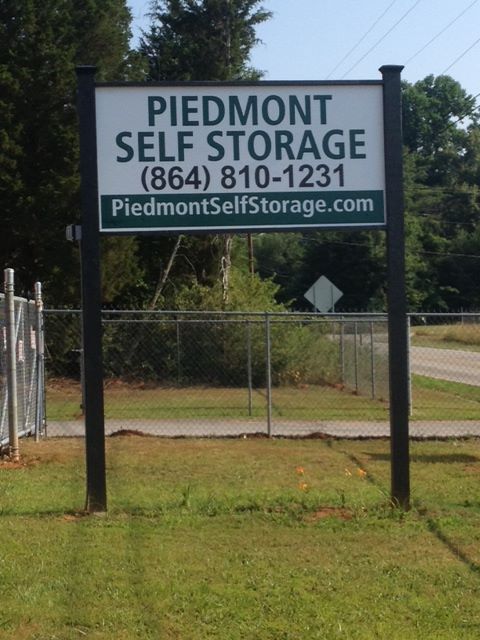 PIEDMONT
SELF STORAGE
(864) 810-1231
PiedmontSelfStorage.com